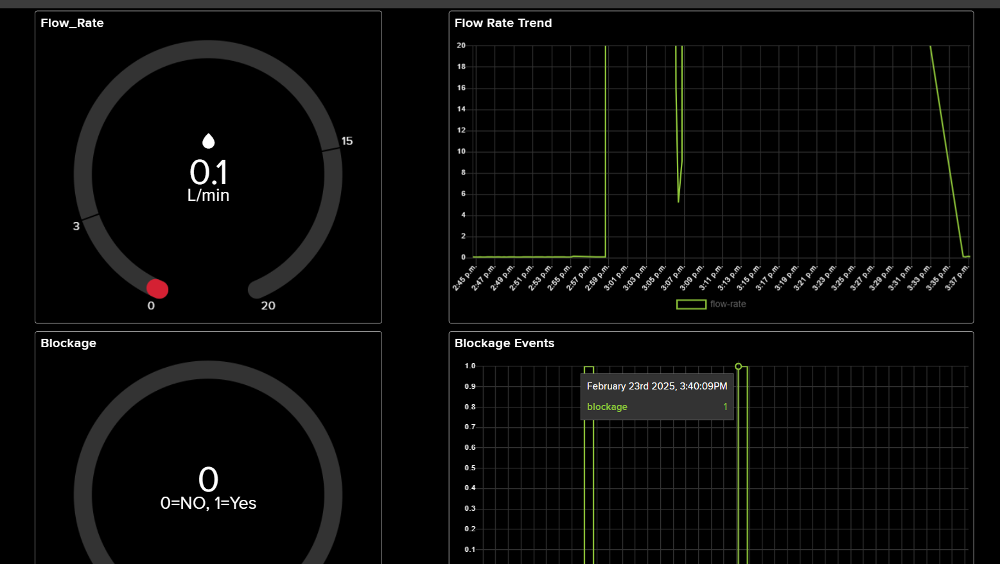 Flow_Rate
0.1
L/min
15
3
0
20
Flow Rate Trend
20
18
16
14
12
10
8
6
4
2
0
2:45 p.m.
2:47 p.m.
2:49 p.m.
2:51 p.m.
2:53 p.m.
2:55 p.m.
2:57 p.m.
2:59 p.m.
3:01 p.m.
3:03 p.m.
3:05 p.m.
3:07 p.m.
3:09 p.m.
3:11 p.m.
3:13 p.m.
3:15 p.m.
3:17 p.m.
3:19 p.m.
3:21 p.m.
3:23 p.m.
3:25 p.m.
3:27 p.m.
3:29 p.m.
3:31 p.m.
3:33 p.m.
3:35 p.m.
3:37 p.m.
flow-rate
Blockage
0
0=NO, 1=Yes
Blockage Events
1.0
0.9
0.8
0.7
0.6
0.5
0.4
0.3
0.2
0.1
February 23rd 2025, 3:40:09PM
blockage 1